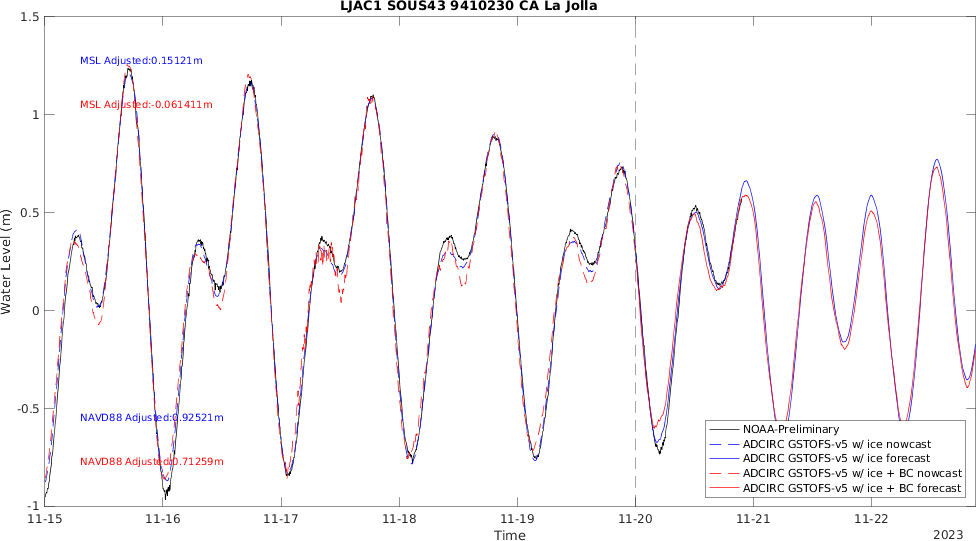 LJAC1 SOUS43 9410230 CA La Jolla
1.5
1
0.5
0
-0.5
-1
Water Level (m)
MSL Adjusted:0.15121m
MSL Adjusted:-0.061411m
NAVD88 Adjusted:0.92521m
NAVD88 Adjusted:0.71259m
NOAA-Preliminary
ADCIRC GSTOFS-v5 w/ ice nowcast
ADCIRC GSTOFS-v5 w/ ice forecast
ADCIRC GSTOFS-v5 w/ ice + BC nowcast
ADCIRC GSTOFS-v5 w/ ice + BC forecast
11-15 11-16 11-17 11-18 11-19 11-20 11-21 11-22
Time
2023